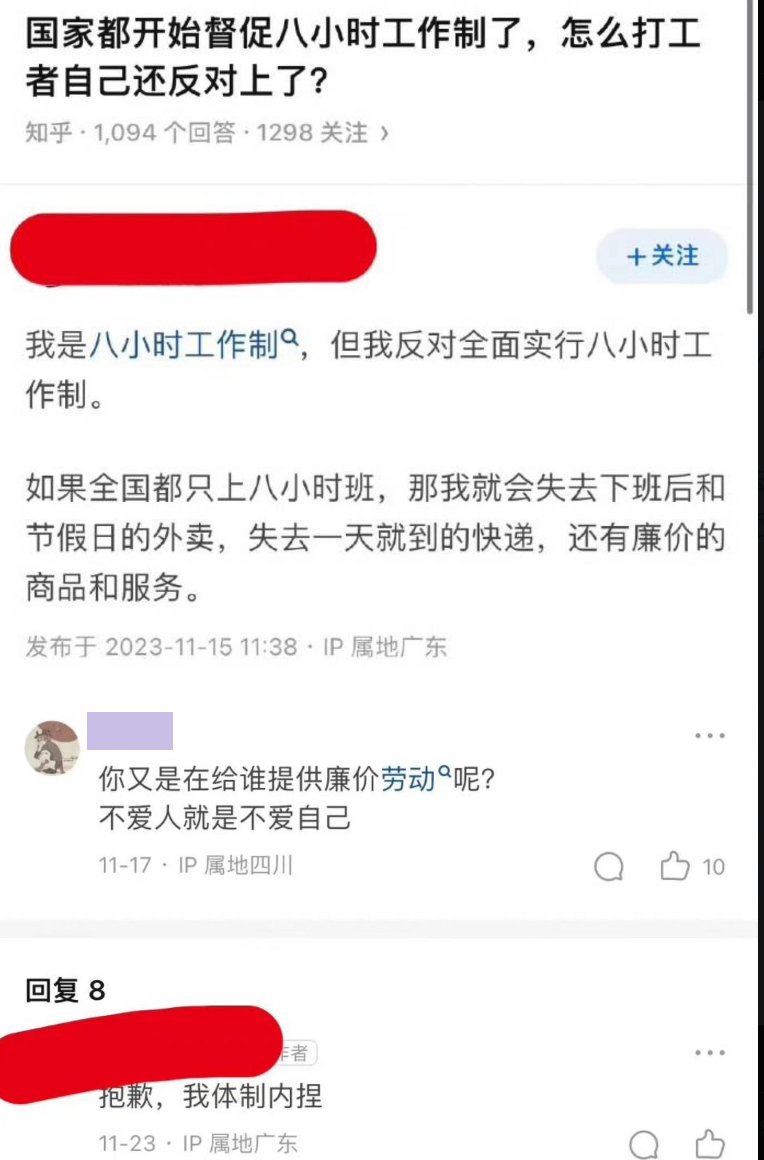 国家都开始督促八小时工作制了，怎么打工
者自己还反对上了？
知乎 · 1,094 个回答 · 1298 关注 ›
+关注
我是八小时工作制，但我反对全面实行八小时工
作制。
如果全国都只上八小时班，那我就会失去下班后和
节假日的外卖，失去一天就到的快递，还有廉价的
商品和服务。
发布于 2023-11-15 11:38 · IP 属地广东
你又是在给谁提供廉价劳动呢？
不爱人就是不爱自己
11-17 · IP 属地四川
10
回复 8
者
抱歉，我体制内捏
11-23 · IP 属地广东